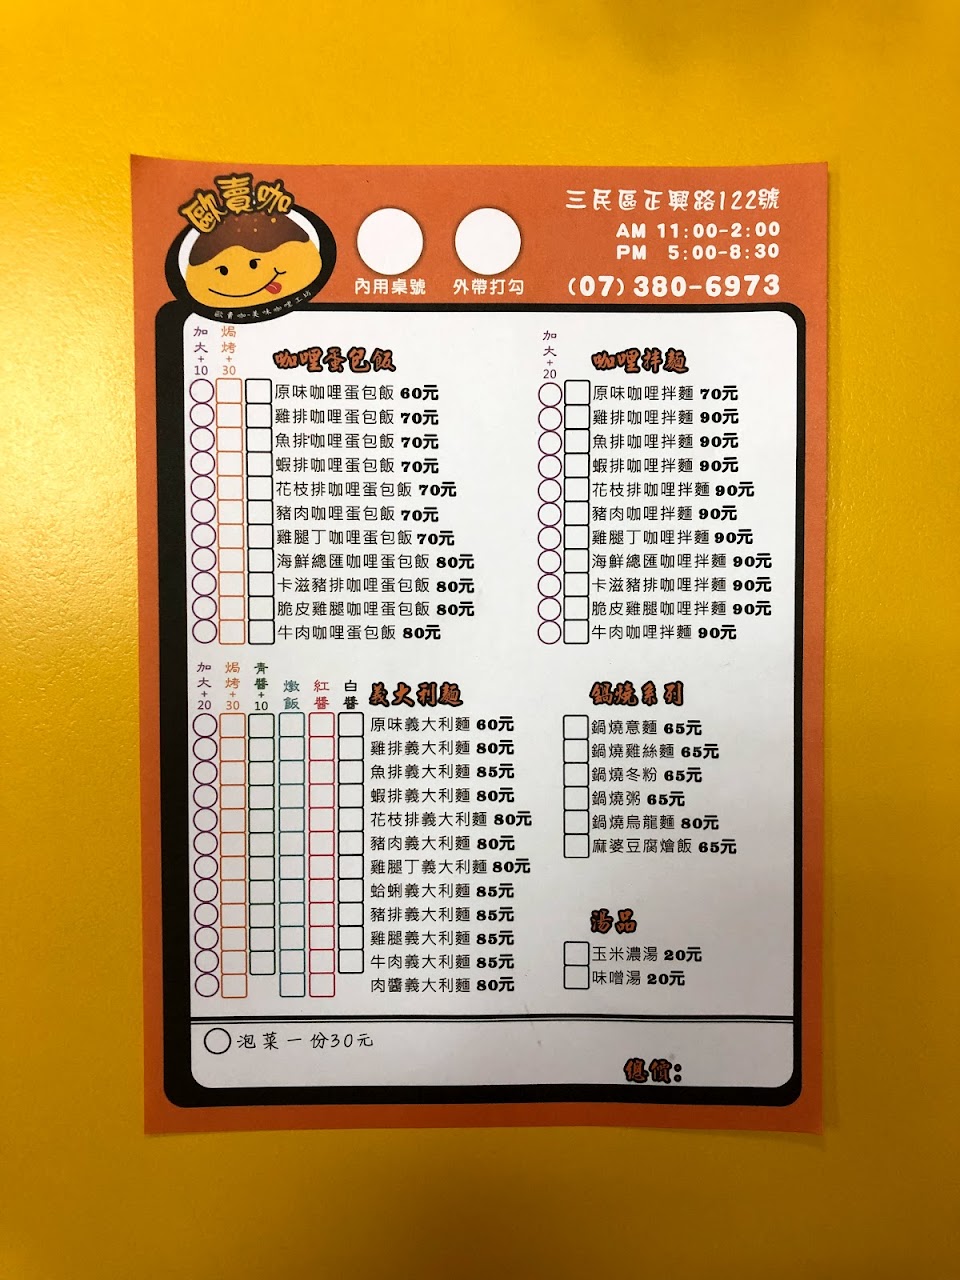 歐賣咖
歐賣咖·美味咖哩工坊
內用桌號
外帶打勾
三民區正興路122號
AM 11:00-2:00
PM 5:00-8:30
(07)380-6973
加大+10
焗烤+30
咖哩蛋包飯
原味咖哩蛋包飯 60元
雞排咖哩蛋包飯 70元
魚排咖哩蛋包飯 70元
蝦排咖哩蛋包飯 70元
花枝排咖哩蛋包飯 70元
豬肉咖哩蛋包飯 70元
雞腿丁咖哩蛋包飯 70元
海鮮總匯咖哩蛋包飯 80元
卡滋豬排咖哩蛋包飯 80元
脆皮雞腿咖哩蛋包飯 80元
牛肉咖哩蛋包飯 80元
加大+20
咖哩拌麵
原味咖哩拌麵 70元
雞排咖哩拌麵 90元
魚排咖哩拌麵 90元
蝦排咖哩拌麵 90元
花枝排咖哩拌麵 90元
豬肉咖哩拌麵 90元
雞腿丁咖哩拌麵 90元
海鮮總匯咖哩拌麵 90元
卡滋豬排咖哩拌麵 90元
脆皮雞腿咖哩拌麵 90元
牛肉咖哩拌麵 90元
加大+20
焗烤+30
青醬+10
燉飯
紅醬
白醬
義大利麵
原味義大利麵 60元
雞排義大利麵 80元
魚排義大利麵 85元
蝦排義大利麵 80元
花枝排義大利麵 80元
豬肉義大利麵 80元
雞腿丁義大利麵 80元
蛤蜊義大利麵 85元
豬排義大利麵 85元
雞腿義大利麵 85元
牛肉義大利麵 85元
肉醬義大利麵 80元
鍋燒系列
鍋燒意麵 65元
鍋燒雞絲麵 65元
鍋燒冬粉 65元
鍋燒粥 65元
鍋燒烏龍麵 80元
麻婆豆腐燴飯 65元
湯品
玉米濃湯 20元
味噌湯 20元
泡菜一份30元
總價: